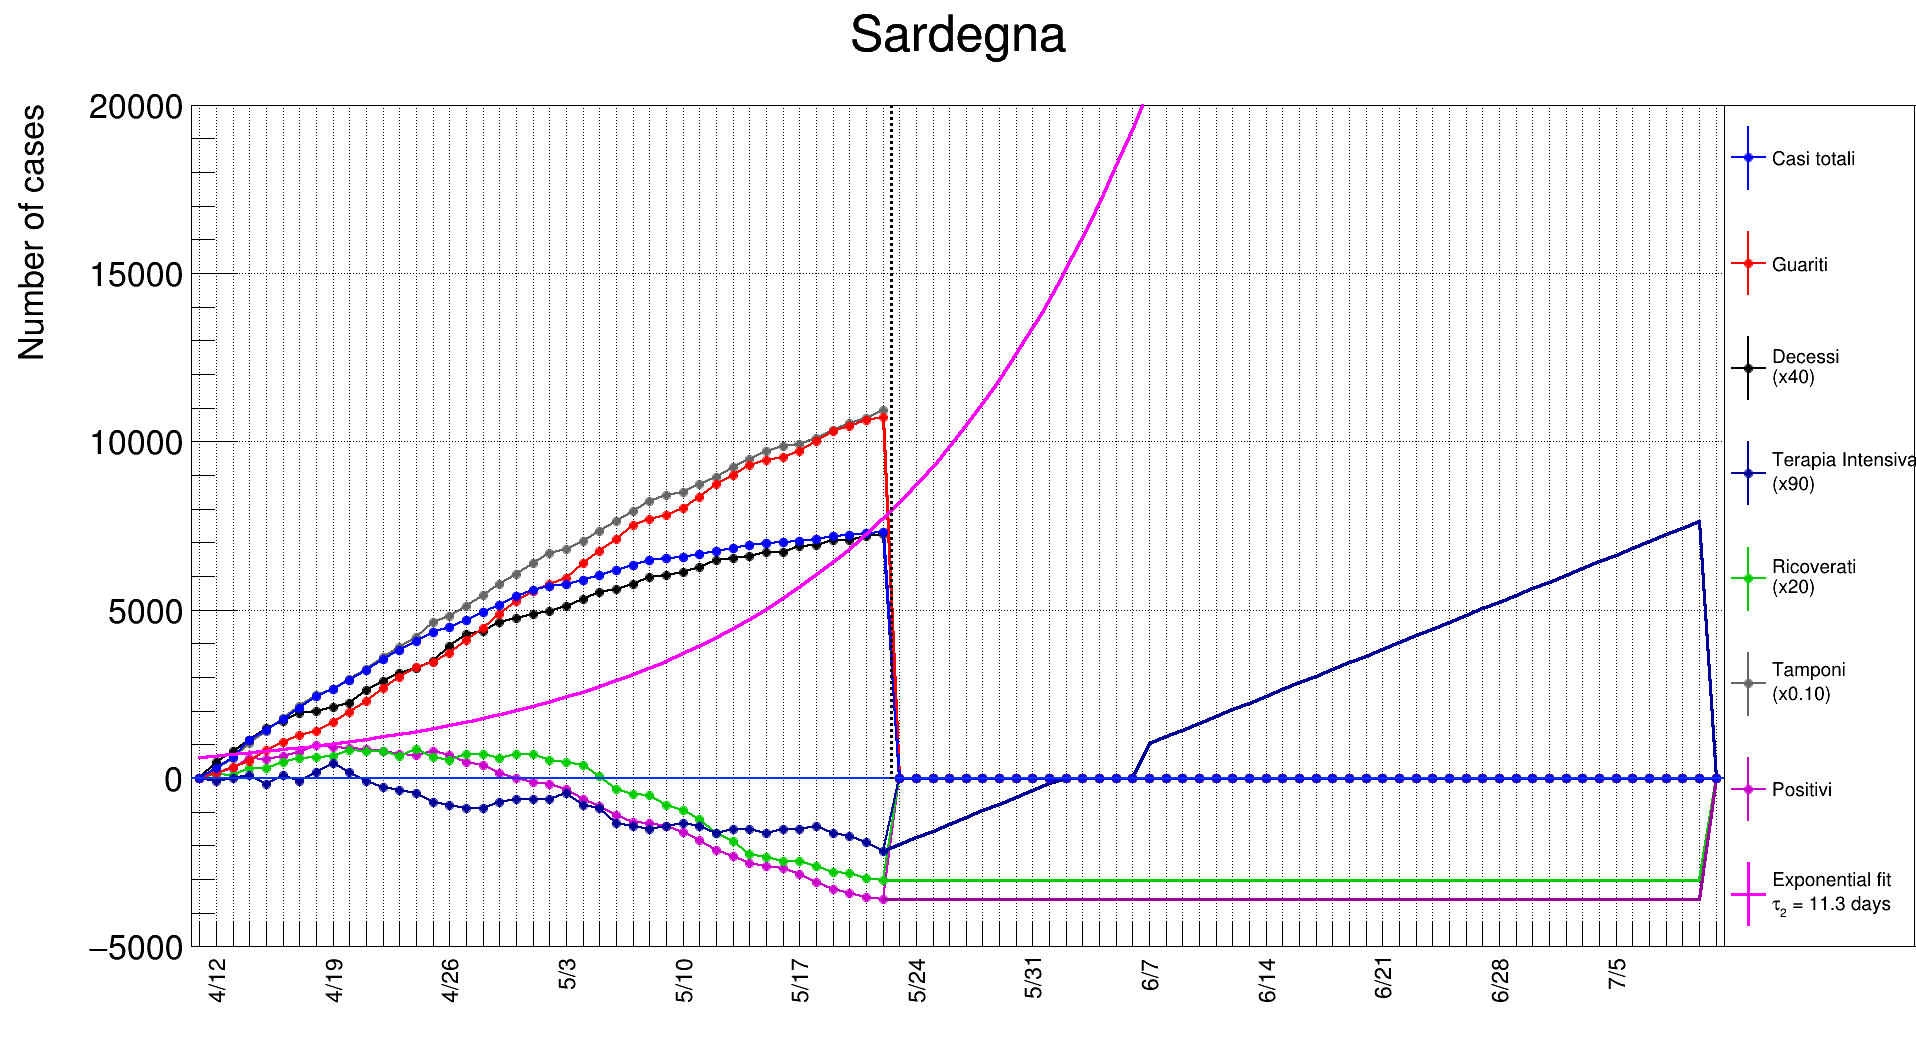 Sardegna
Number of cases
20000
15000
10000
5000
0
−5000
4/12
4/19
4/26
5/3
5/10
5/17
5/24
5/31
6/7
6/14
6/21
6/28
7/5
Casi totali
Guariti
Decessi
(x40)
Terapia Intensiva
(x90)
Ricoverati
(x20)
Tamponi
(x0.10)
Positivi
Exponential fit
τ2 = 11.3 days